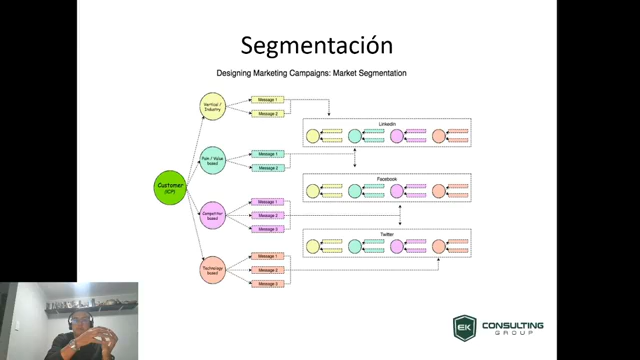 Segmentación
Designing Marketing Campaigns: Market Segmentation
Vertical /
Industry
Message 1
Message 2
LinkedIn
Pain / Value
based
Message 1
Message 2
Facebook
Customer
(ICP)
Competitor
based
Message 1
Message 2
Message 3
Twitter
Technology
based
Message 1
Message 2
Message 3
EK
CONSULTING
GROUP